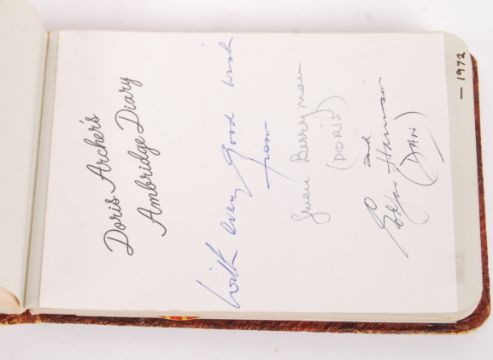 Doris Archer's
Ambridge Diary
With every good wish
from
Gwen Berryman
(DORIS)
and
Edgar Harrison
(DAN)
— 1972